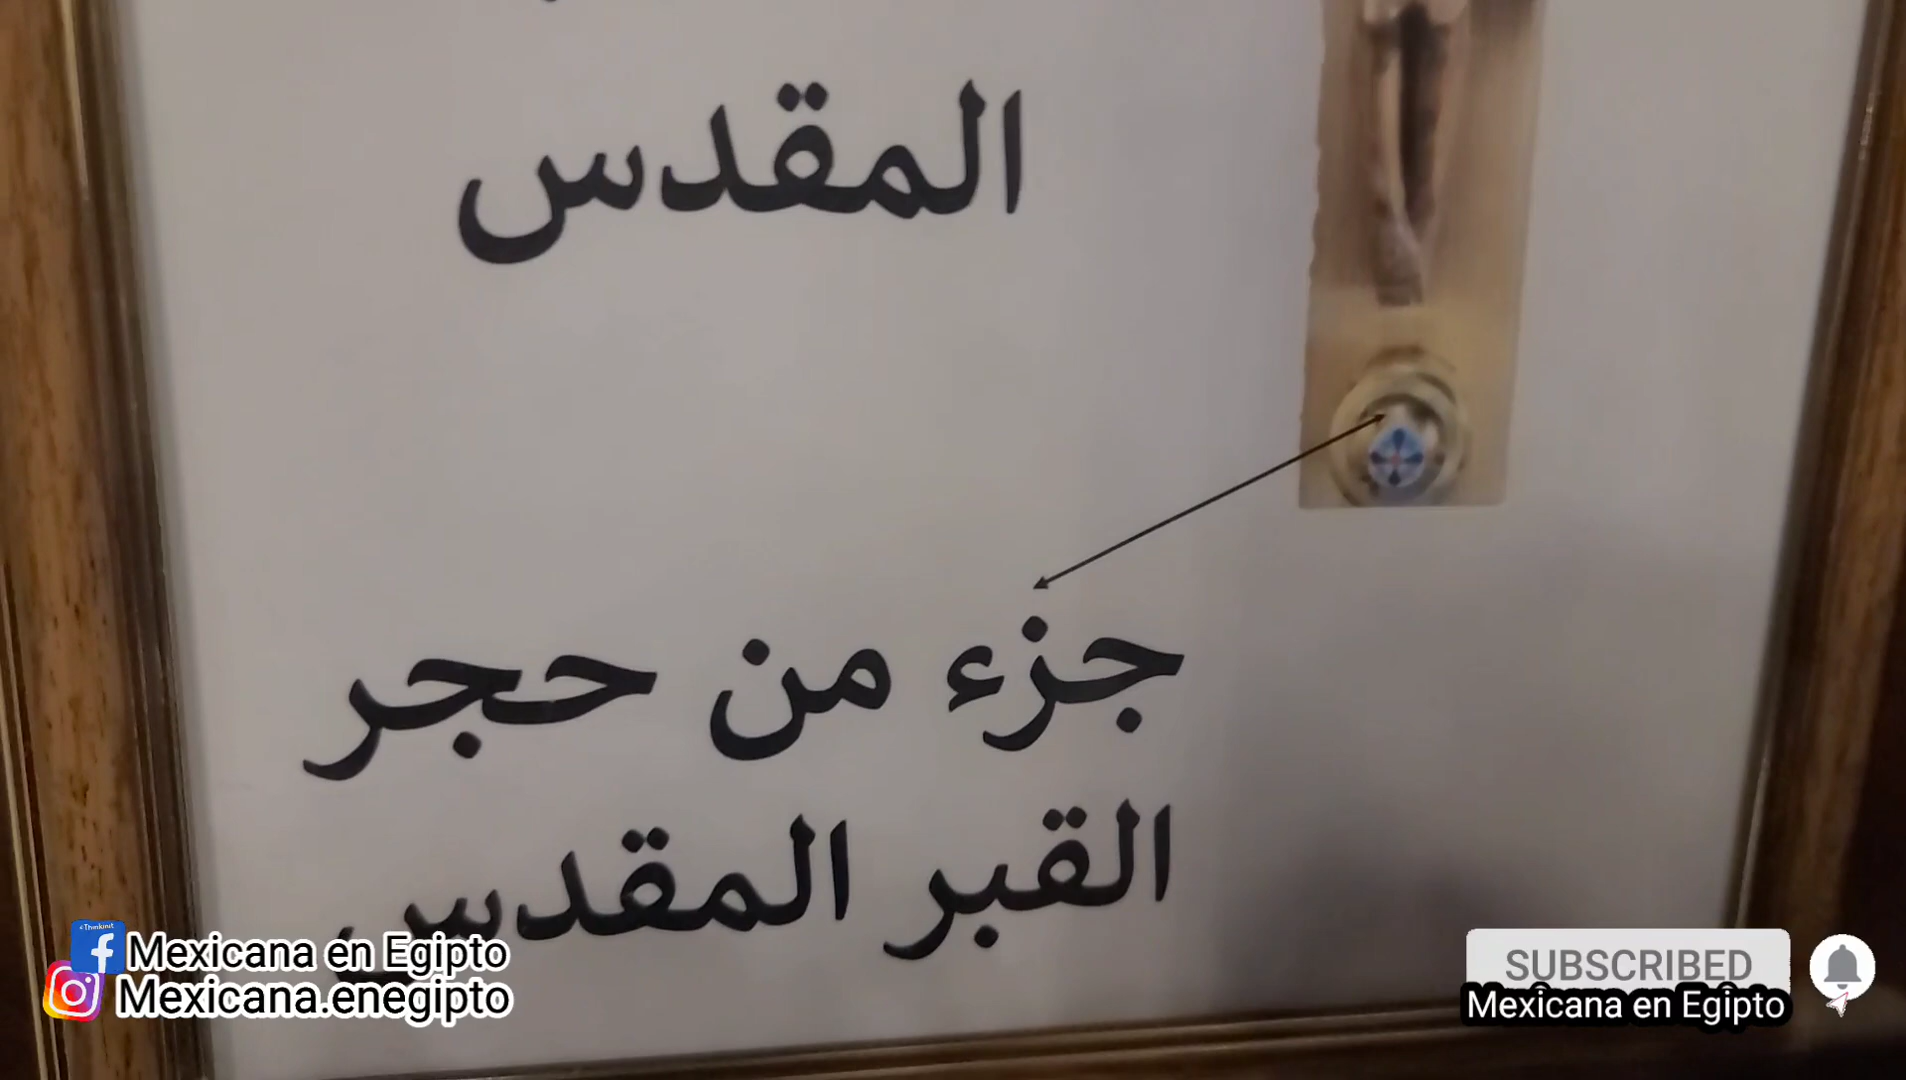 المقدس
جزء من حجر
القبر المقدس
Mexicana en Egipto
Mexicana.enegipto
SUBSCRIBED
Mexicana en Egipto